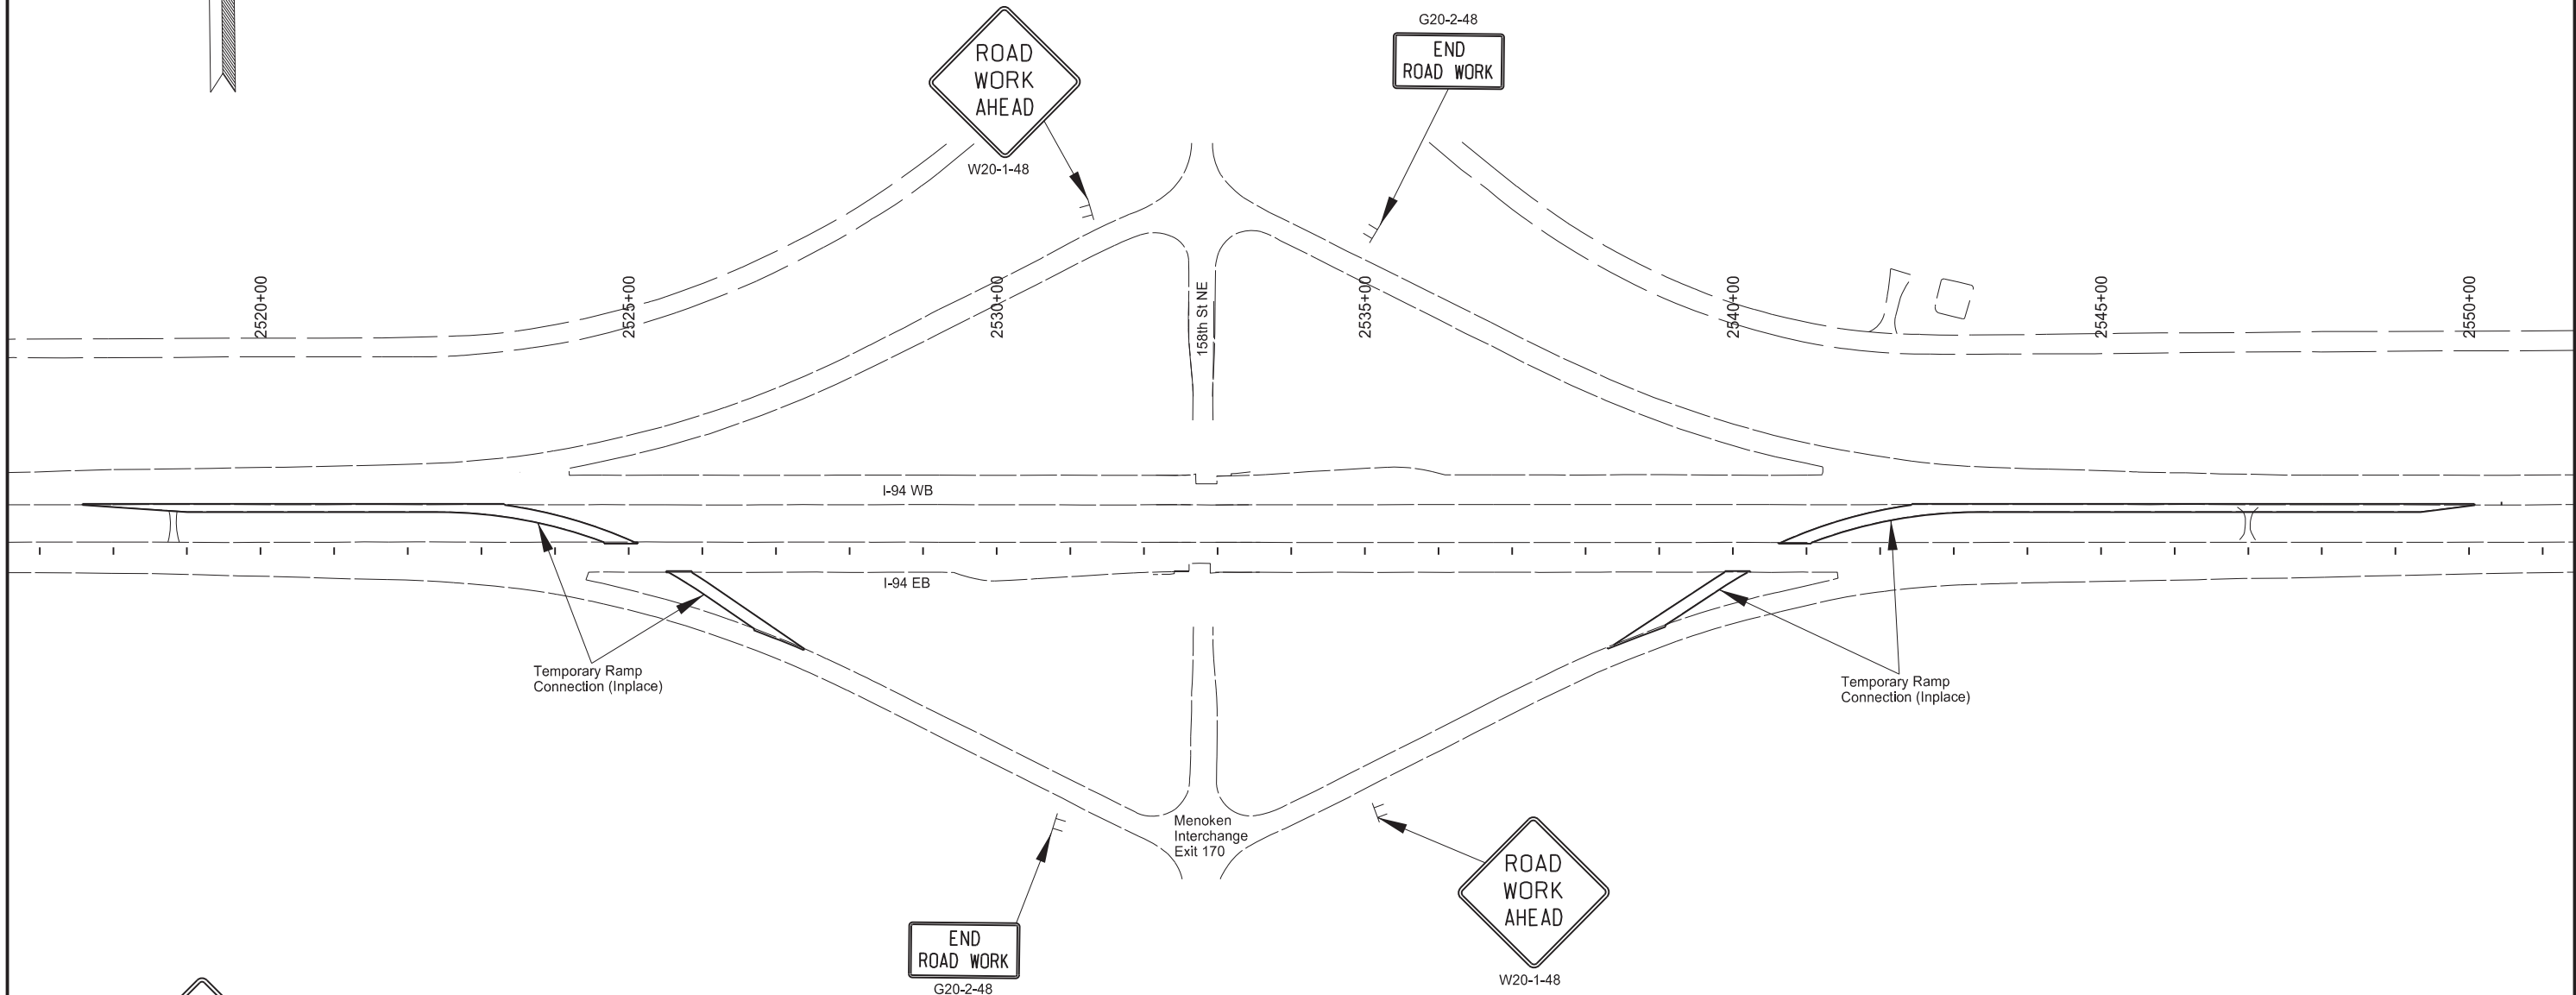 G20-2-48
END
ROAD WORK
ROAD
WORK
AHEAD
W20-1-48
2520+00
2525+00
2530+00
158th St NE
2535+00
2540+00
2545+00
2550+00
I-94 WB
I-94 EB
Temporary Ramp
Connection (Inplace)
Temporary Ramp
Connection (Inplace)
Menoken
Interchange
Exit 170
ROAD
WORK
AHEAD
W20-1-48
END
ROAD WORK
G20-2-48